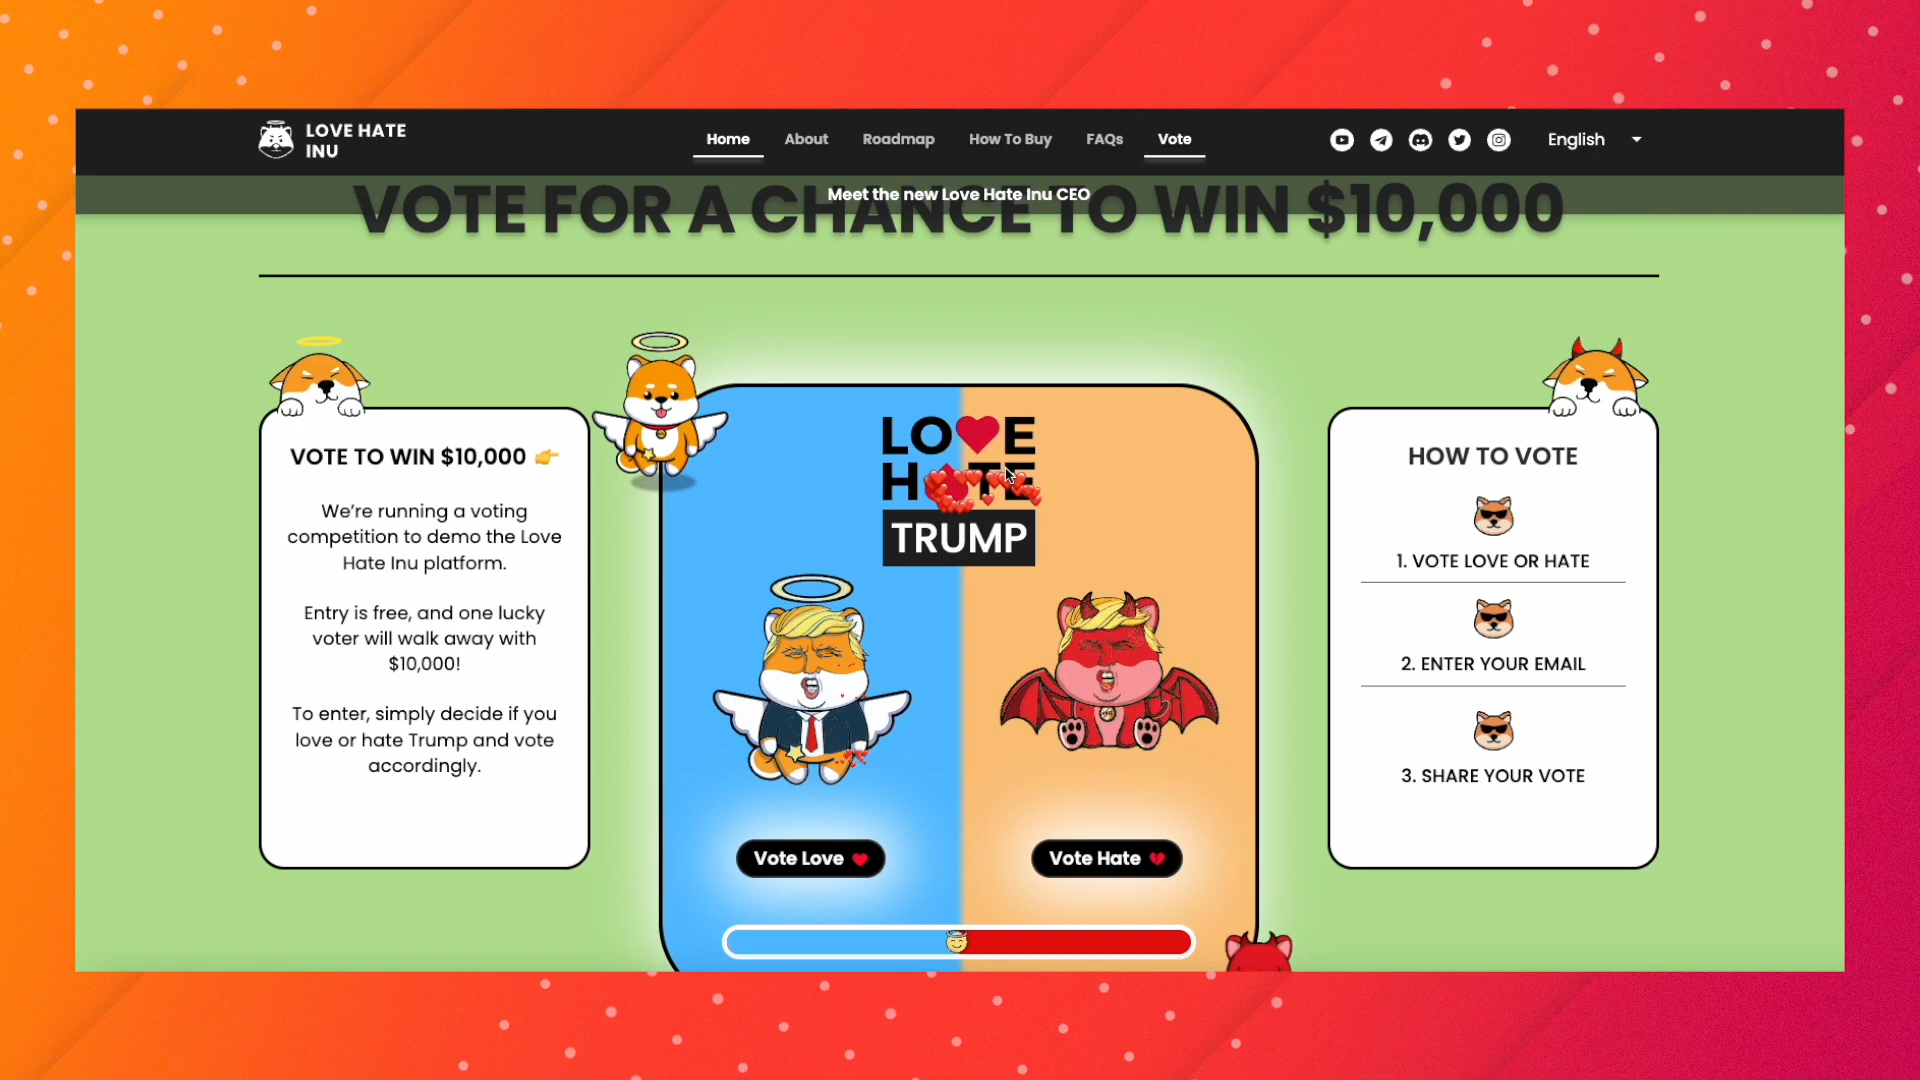 LOVE HATE
INU
Home
About
Roadmap
How To Buy
FAQs
Vote
English
Meet the new Love Hate Inu CEO
VOTE FOR A CHANCE TO WIN $10,000
VOTE TO WIN $10,000
We’re running a voting
competition to demo the Love
Hate Inu platform.
Entry is free, and one lucky
voter will walk away with
$10,000!
To enter, simply decide if you
love or hate Trump and vote
accordingly.
LOVE
HATE
TRUMP
Vote Love
Vote Hate
HOW TO VOTE
1. VOTE LOVE OR HATE
2. ENTER YOUR EMAIL
3. SHARE YOUR VOTE